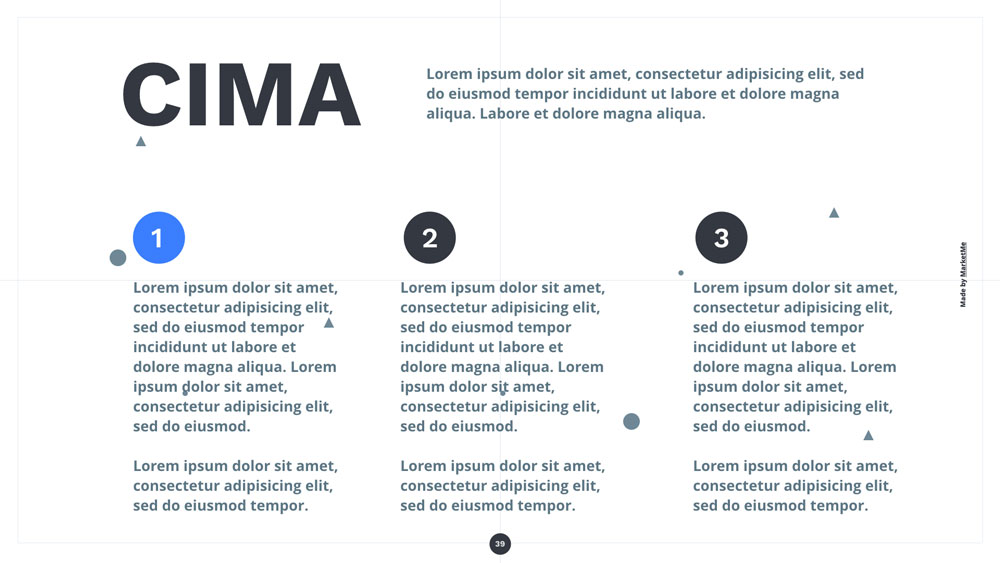 CIMA
Lorem ipsum dolor sit amet, consectetur adipisicing elit, sed
do eiusmod tempor incididunt ut labore et dolore magna
aliqua. Labore et dolore magna aliqua.
1
Lorem ipsum dolor sit amet,
consectetur adipisicing elit,
sed do eiusmod tempor
incididunt ut labore et
dolore magna aliqua. Lorem
ipsum dolor sit amet,
consectetur adipisicing elit,
sed do eiusmod.
Lorem ipsum dolor sit amet,
consectetur adipisicing elit,
sed do eiusmod tempor.
2
Lorem ipsum dolor sit amet,
consectetur adipisicing elit,
sed do eiusmod tempor
incididunt ut labore et
dolore magna aliqua. Lorem
ipsum dolor sit amet,
consectetur adipisicing elit,
sed do eiusmod.
Lorem ipsum dolor sit amet,
consectetur adipisicing elit,
sed do eiusmod tempor.
3
Lorem ipsum dolor sit amet,
consectetur adipisicing elit,
sed do eiusmod tempor
incididunt ut labore et
dolore magna aliqua. Lorem
ipsum dolor sit amet,
consectetur adipisicing elit,
sed do eiusmod.
Lorem ipsum dolor sit amet,
consectetur adipisicing elit,
sed do eiusmod tempor.
Made by MarketMe
39